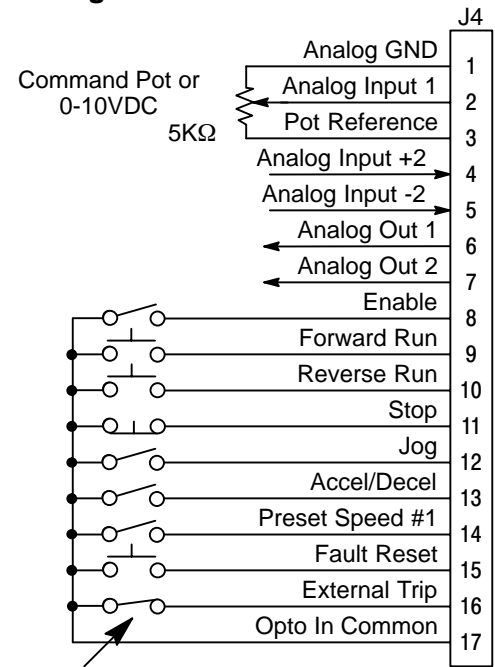 J4
Analog GND 1
Command Pot or
0-10VDC
Analog Input 1 2
5KΩ
Pot Reference 3
Analog Input +2 4
Analog Input -2 5
Analog Out 1 6
Analog Out 2 7
Enable 8
Forward Run 9
Reverse Run 10
Stop 11
Jog 12
Accel/Decel 13
Preset Speed #1 14
Fault Reset 15
External Trip 16
Opto In Common 17